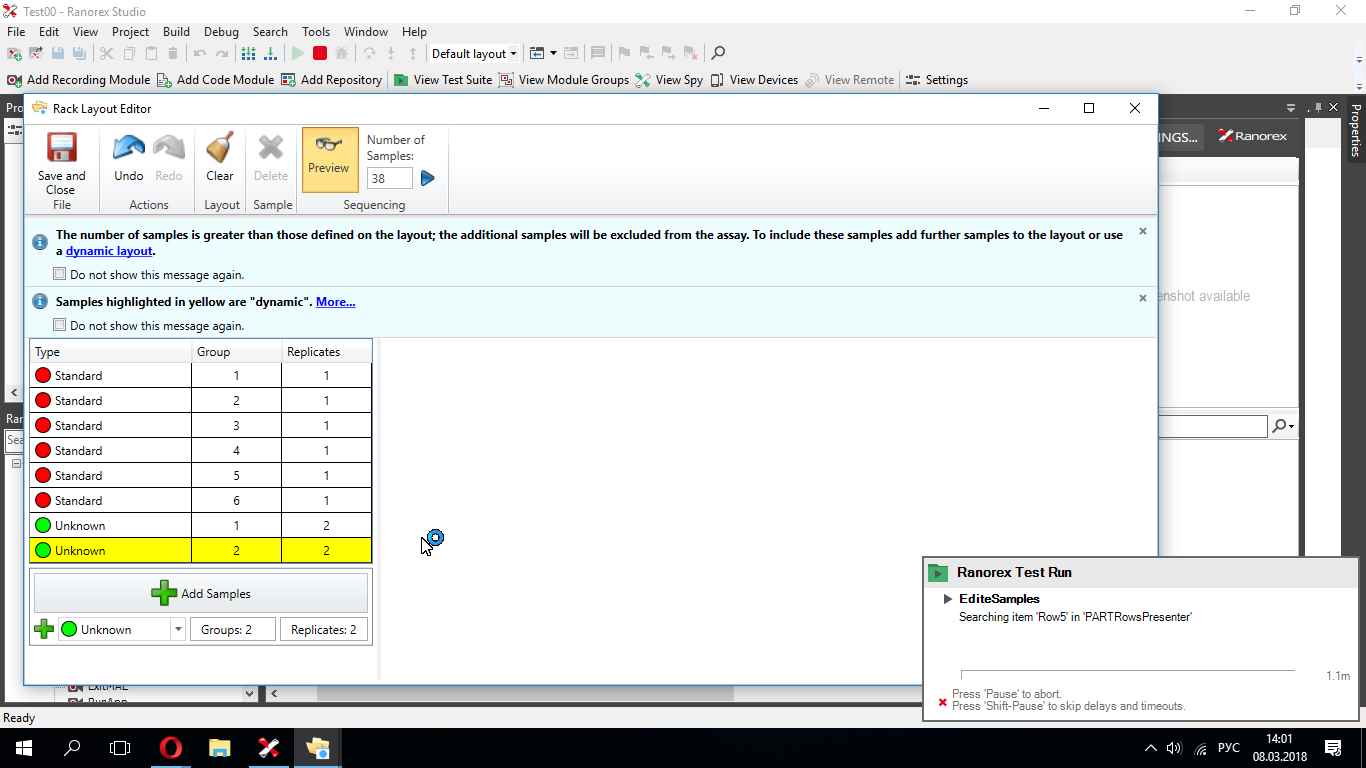 Test00 - Ranorex Studio
File Edit View Project Build Debug Search Tools Window Help
Default layout
Add Recording Module Add Code Module Add Repository View Test Suite View Module Groups View Spy View Devices View Remote Settings
Pro
Rack Layout Editor
Properties
INGS... Ranorex
Save and Close
Undo Redo
Clear
Delete
Preview
Number of
Samples:
38
File Actions Layout Sample Sequencing
The number of samples is greater than those defined on the layout; the additional samples will be excluded from the assay. To include these samples add further samples to the layout or use
a dynamic layout.
Do not show this message again.
Samples highlighted in yellow are "dynamic". More...
Do not show this message again.
enshot available
Type Group Replicates
Standard 1 1
Standard 2 1
Standard 3 1
Standard 4 1
Standard 5 1
Standard 6 1
Unknown 1 2
Unknown 2 2
Ran
Sea
Add Samples
Unknown Groups: 2 Replicates: 2
ExitMAE
RunApp
Ranorex Test Run
EditeSamples
Searching item 'Row5' in 'PARTRowsPresenter'
1.1m
Press 'Pause' to abort.
Press 'Shift-Pause' to skip delays and timeouts.
Ready
РУС
14:01
08.03.2018